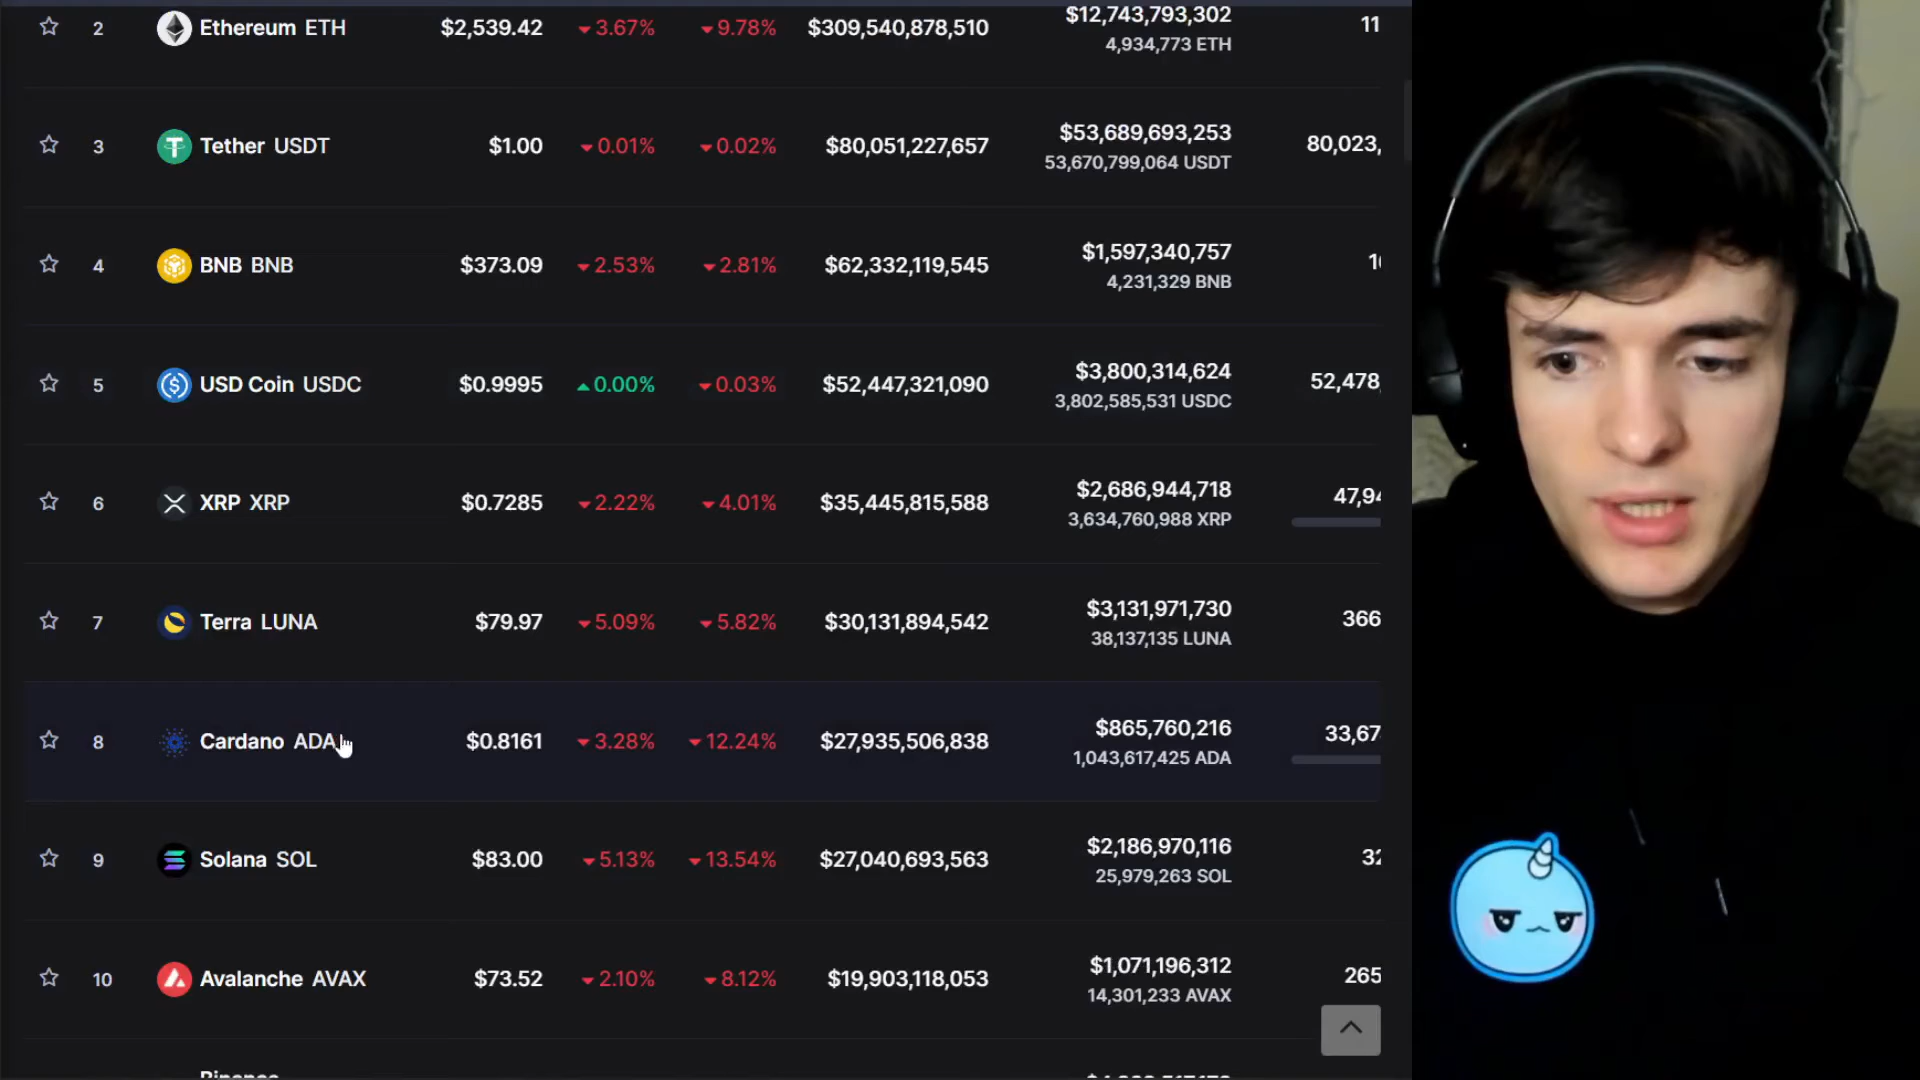 2 Ethereum ETH $2,539.42 3.67% 9.78% $309,540,878,510 $12,743,793,302 11
4,934,773 ETH
3 Tether USDT $1.00 0.01% 0.02% $80,051,227,657 $53,689,693,253 80,023,
53,670,799,064 USDT
4 BNB BNB $373.09 2.53% 2.81% $62,332,119,545 $1,597,340,757
4,231,329 BNB
5 USD Coin USDC $0.9995 0.00% 0.03% $52,447,321,090 $3,800,314,624 52,478,
3,802,585,531 USDC
6 XRP XRP $0.7285 2.22% 4.01% $35,445,815,588 $2,686,944,718 47,94
3,634,760,988 XRP
7 Terra LUNA $79.97 5.09% 5.82% $30,131,894,542 $3,131,971,730 366
38,137,135 LUNA
8 Cardano ADA $0.8161 3.28% 12.24% $27,935,506,838 $865,760,216 33,67
1,043,617,425 ADA
9 Solana SOL $83.00 5.13% 13.54% $27,040,693,563 $2,186,970,116 32
25,979,263 SOL
10 Avalanche AVAX $73.52 2.10% 8.12% $19,903,118,053 $1,071,196,312 265
14,301,233 AVAX
Binance